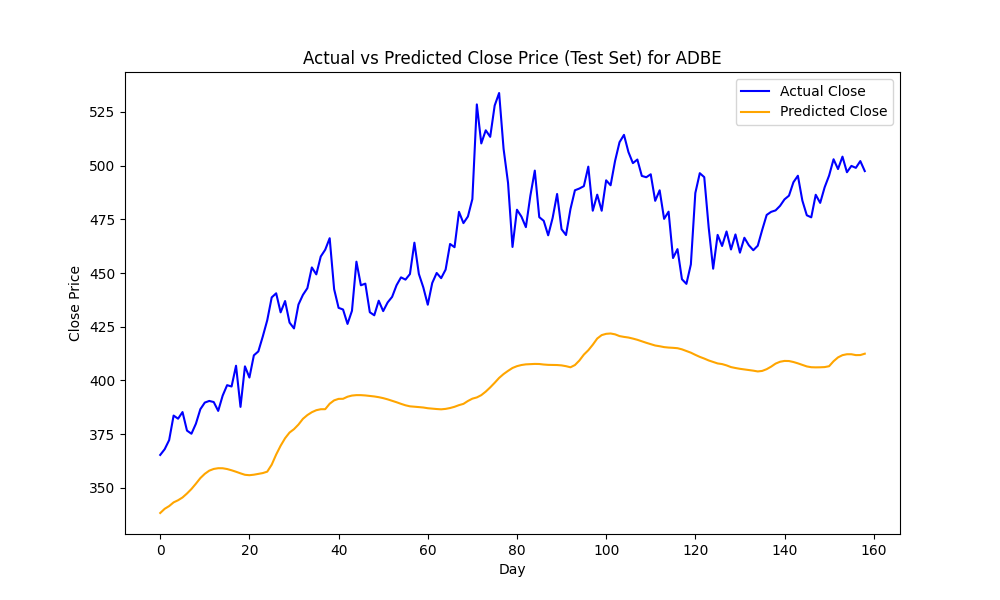 Actual vs Predicted Close Price (Test Set) for ADBE
Actual Close
Predicted Close
525
500
475
450
425
400
375
350
Close Price
0 20 40 60 80 100 120 140 160
Day